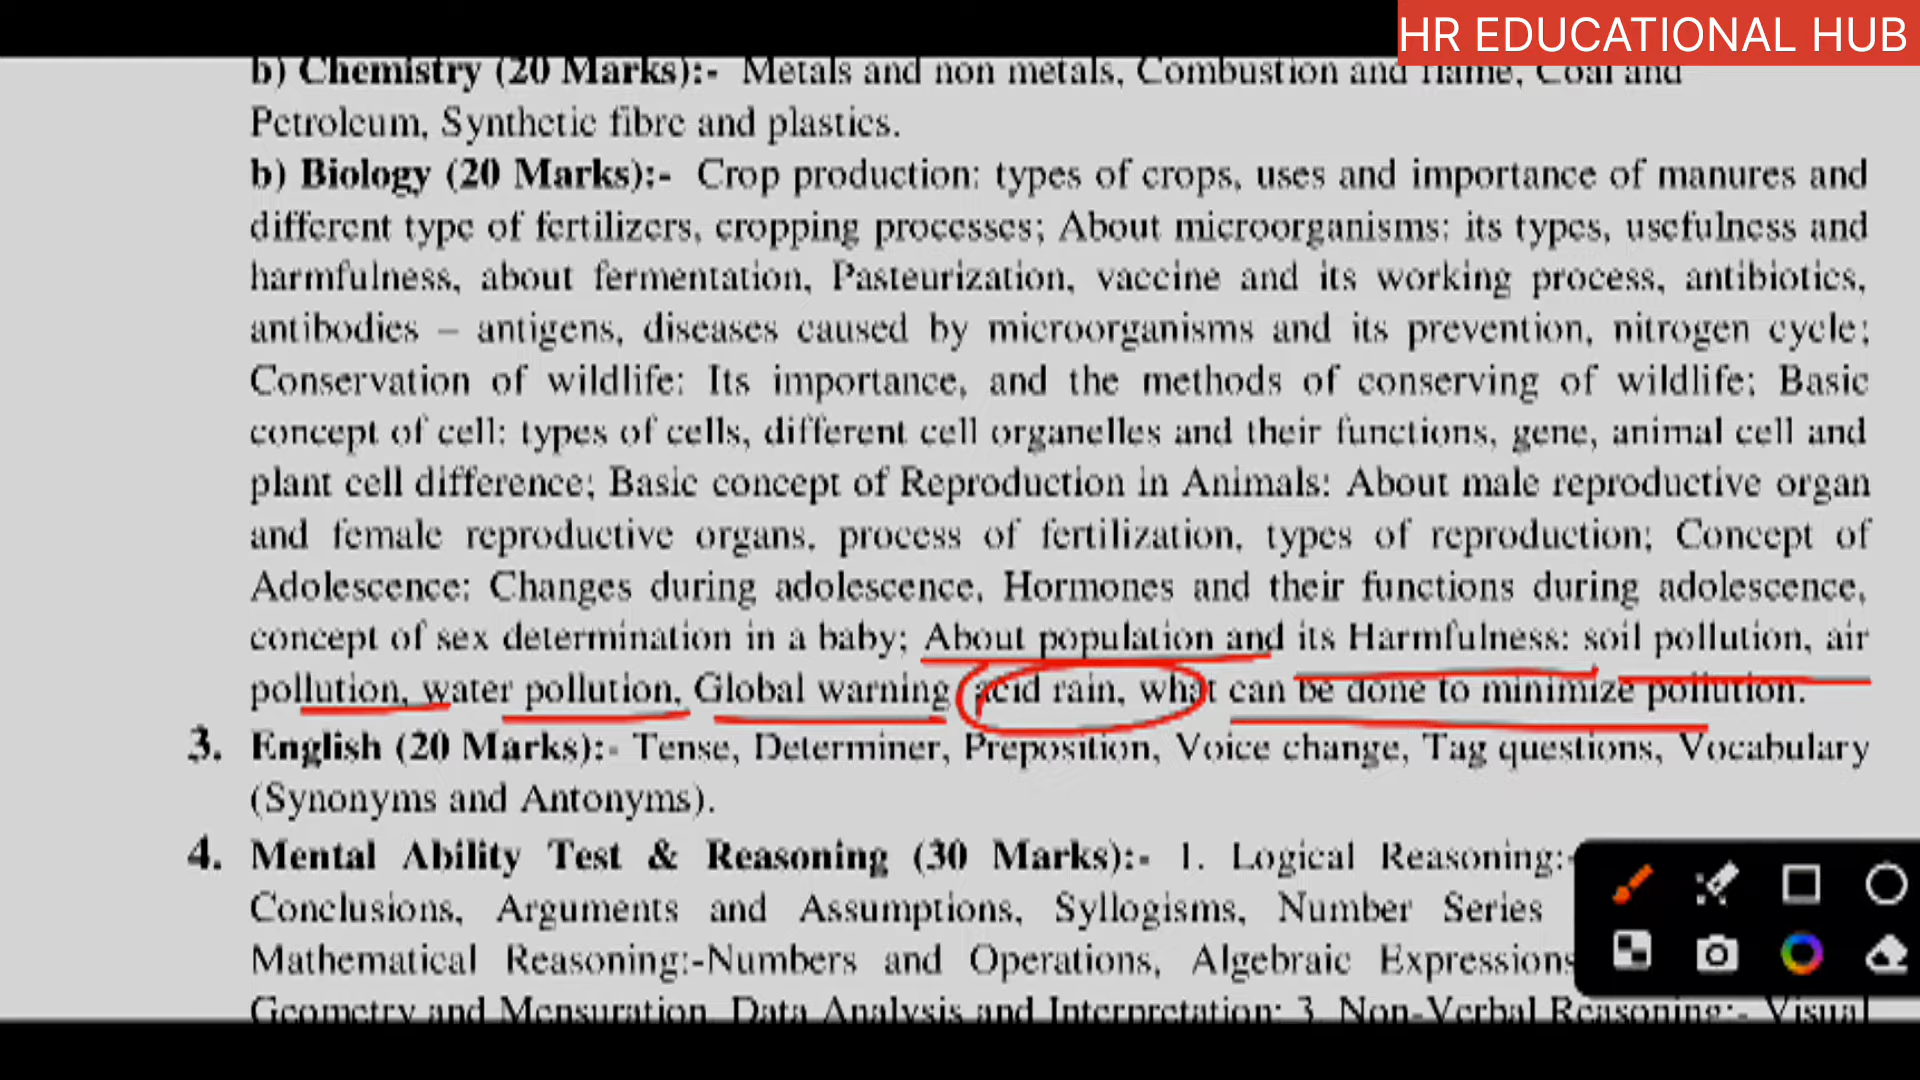 HR EDUCATIONAL HUB
b) Chemistry (20 Marks):- Metals and non metals, Combustion and flame, Coal and
Petroleum, Synthetic fibre and plastics.
b) Biology (20 Marks):- Crop production: types of crops, uses and importance of manures and
different type of fertilizers, cropping processes; About microorganisms: its types, usefulness and
harmfulness, about fermentation, Pasteurization, vaccine and its working process, antibiotics,
antibodies – antigens, diseases caused by microorganisms and its prevention, nitrogen cycle;
Conservation of wildlife: Its importance, and the methods of conserving of wildlife; Basic
concept of cell: types of cells, different cell organelles and their functions, gene, animal cell and
plant cell difference; Basic concept of Reproduction in Animals: About male reproductive organ
and female reproductive organs, process of fertilization, types of reproduction; Concept of
Adolescence: Changes during adolescence, Hormones and their functions during adolescence,
concept of sex determination in a baby; About population and its Harmfulness: soil pollution, air
pollution, water pollution, Global warning acid rain, what can be done to minimize pollution.
3. English (20 Marks):- Tense, Determiner, Preposition, Voice change, Tag questions, Vocabulary
(Synonyms and Antonyms).
4. Mental Ability Test & Reasoning (30 Marks):- 1. Logical Reasoning:-
Conclusions, Arguments and Assumptions, Syllogisms, Number Series
Mathematical Reasoning:-Numbers and Operations, Algebraic Expressions
Geometry and Mensuration, Data Analysis and Interpretation; 3. Non-Verbal Reasoning:- Visual